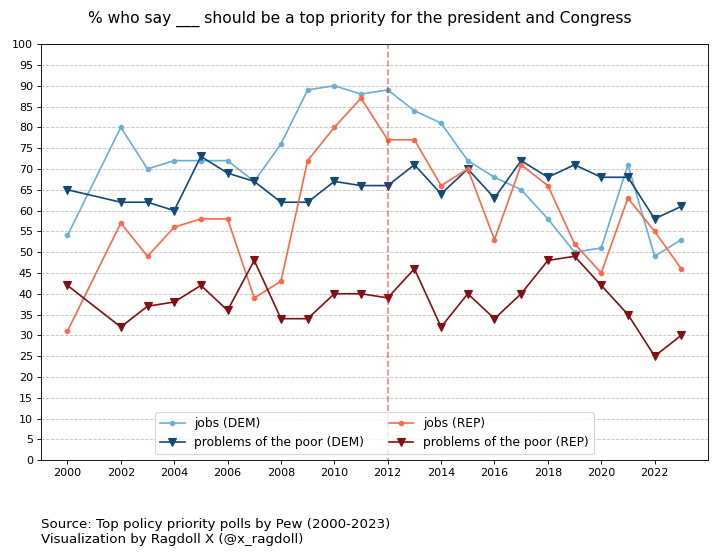 % who say ___ should be a top priority for the president and Congress
100
95
90
85
80
75
70
65
60
55
50
45
40
35
30
25
20
15
10
5
0
jobs (DEM)
problems of the poor (DEM)
jobs (REP)
problems of the poor (REP)
2000 2002 2004 2006 2008 2010 2012 2014 2016 2018 2020 2022
Source: Top policy priority polls by Pew (2000-2023)
Visualization by Ragdoll X (@x_ragdoll)